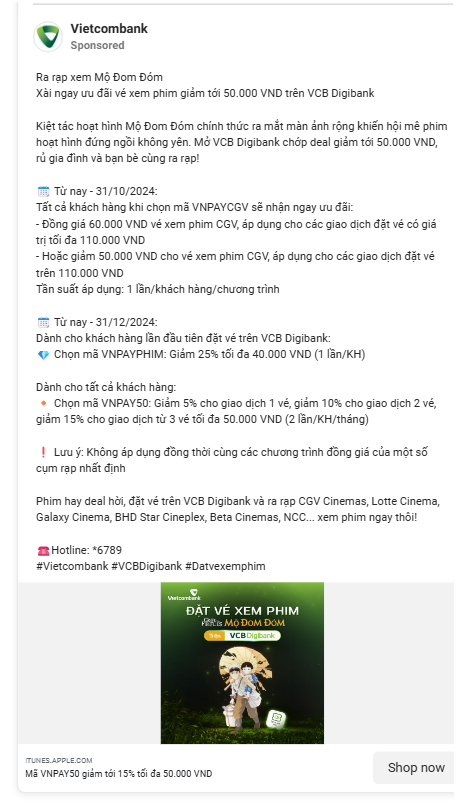 Vietcombank
Sponsored
Ra rạp xem Mộ Đom Đóm
Xài ngay ưu đãi vé xem phim giảm tới 50.000 VND trên VCB Digibank
Kiệt tác hoạt hình Mộ Đom Đóm chính thức ra mắt màn ảnh rộng khiến hội mê phim
hoạt hình đứng ngồi không yên. Mở VCB Digibank chớp deal giảm tới 50.000 VND,
rủ gia đình và bạn bè cùng ra rạp!
Từ nay - 31/10/2024:
Tất cả khách hàng khi chọn mã VNPAYCGV sẽ nhận ngay ưu đãi:
- Đồng giá 60.000 VND vé xem phim CGV, áp dụng cho các giao dịch đặt vé có giá
trị tối đa 110.000 VND
- Hoặc giảm 50.000 VND cho vé xem phim CGV, áp dụng cho các giao dịch đặt vé
trên 110.000 VND
Tần suất áp dụng: 1 lần/khách hàng/chương trình
Từ nay - 31/12/2024:
Dành cho khách hàng lần đầu tiên đặt vé trên VCB Digibank:
Chọn mã VNPAYPHIM: Giảm 25% tối đa 40.000 VND (1 lần/KH)
Dành cho tất cả khách hàng:
Chọn mã VNPAY50: Giảm 5% cho giao dịch 1 vé, giảm 10% cho giao dịch 2 vé,
giảm 15% cho giao dịch từ 3 vé tối đa 50.000 VND (2 lần/KH/tháng)
Lưu ý: Không áp dụng đồng thời cùng các chương trình đồng giá của một số
cụm rạp nhất định
Phim hay deal hời, đặt vé trên VCB Digibank và ra rạp CGV Cinemas, Lotte Cinema,
Galaxy Cinema, BHD Star Cineplex, Beta Cinemas, NCC... xem phim ngay thôi!
Hotline: *6789
#Vietcombank #VCBDigibank #Datvexemphim
Vietcombank
ĐẶT VÉ XEM PHIM
MỘ ĐOM ĐÓM
Trên VCB Digibank
ITUNES.APPLE.COM
Mã VNPAY50 giảm tới 15% tối đa 50.000 VND
Shop now